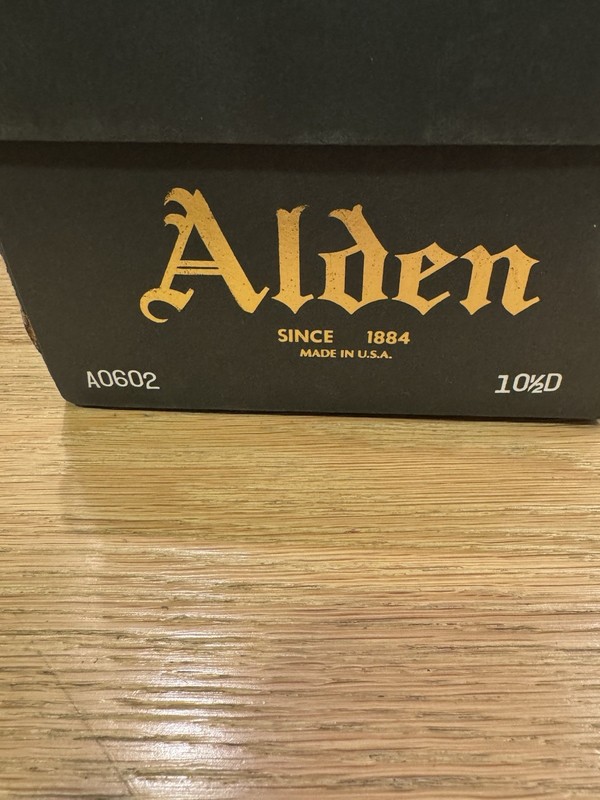 Alden
SINCE 1884
MADE IN U.S.A.
A0602
10½D